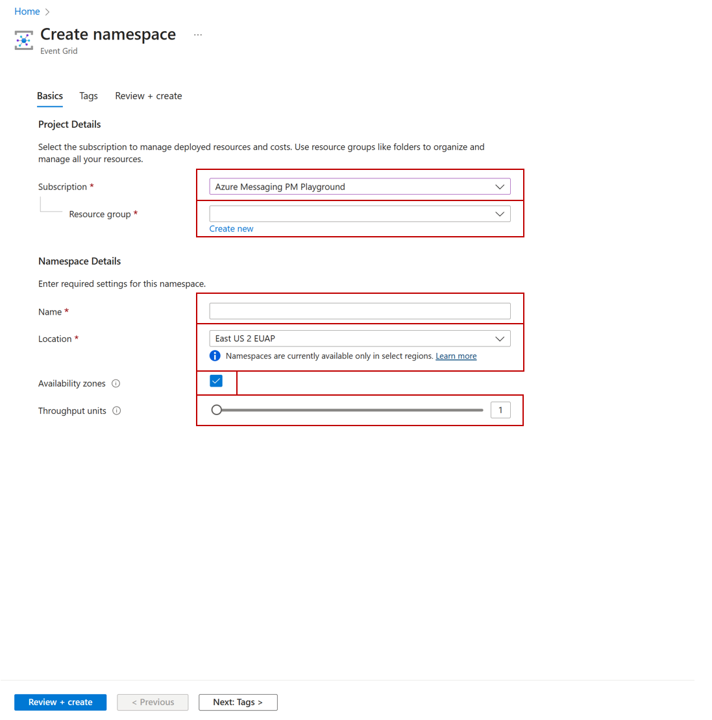 Home
Create namespace
Event Grid
Basics Tags Review + create
Project Details
Select the subscription to manage deployed resources and costs. Use resource groups like folders to organize and
manage all your resources.
Subscription * Azure Messaging PM Playground
Resource group *
Create new
Namespace Details
Enter required settings for this namespace.
Name *
Location * East US 2 EUAP
Namespaces are currently available only in select regions. Learn more
Availability zones
Throughput units 1
Review + create < Previous Next: Tags >